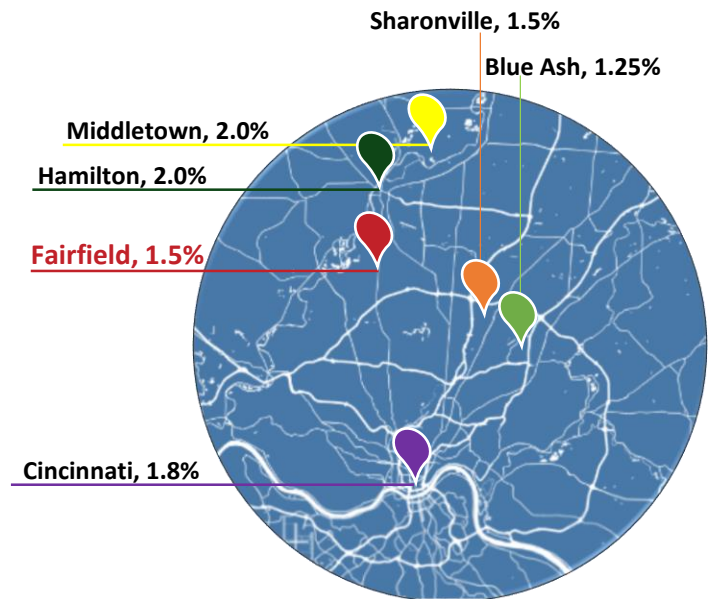 Sharonville, 1.5%
Blue Ash, 1.25%
Middletown, 2.0%
Hamilton, 2.0%
Fairfield, 1.5%
Cincinnati, 1.8%